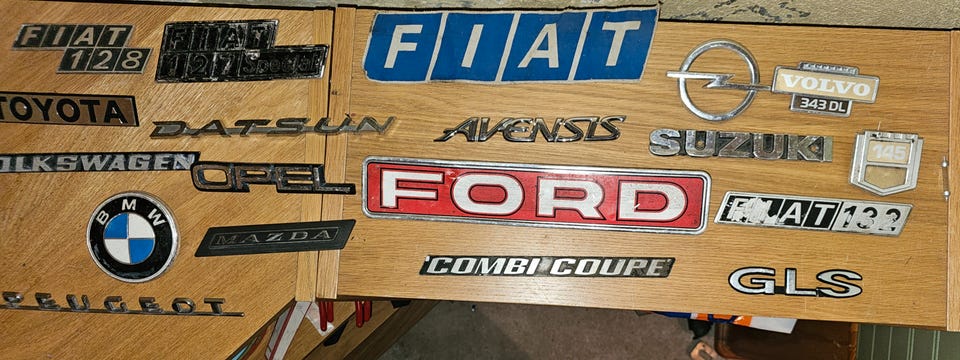 FIAT
128
FIAT
127 Special
FIAT
VOLVO
343 DL
TOYOTA
DATSUN
AVENSIS
SUZUKI
145
OLKSWAGEN
OPEL
FORD
FIAT 132
BMW
MAZDA
COMBI COUPE
GLS
PEUGEOT